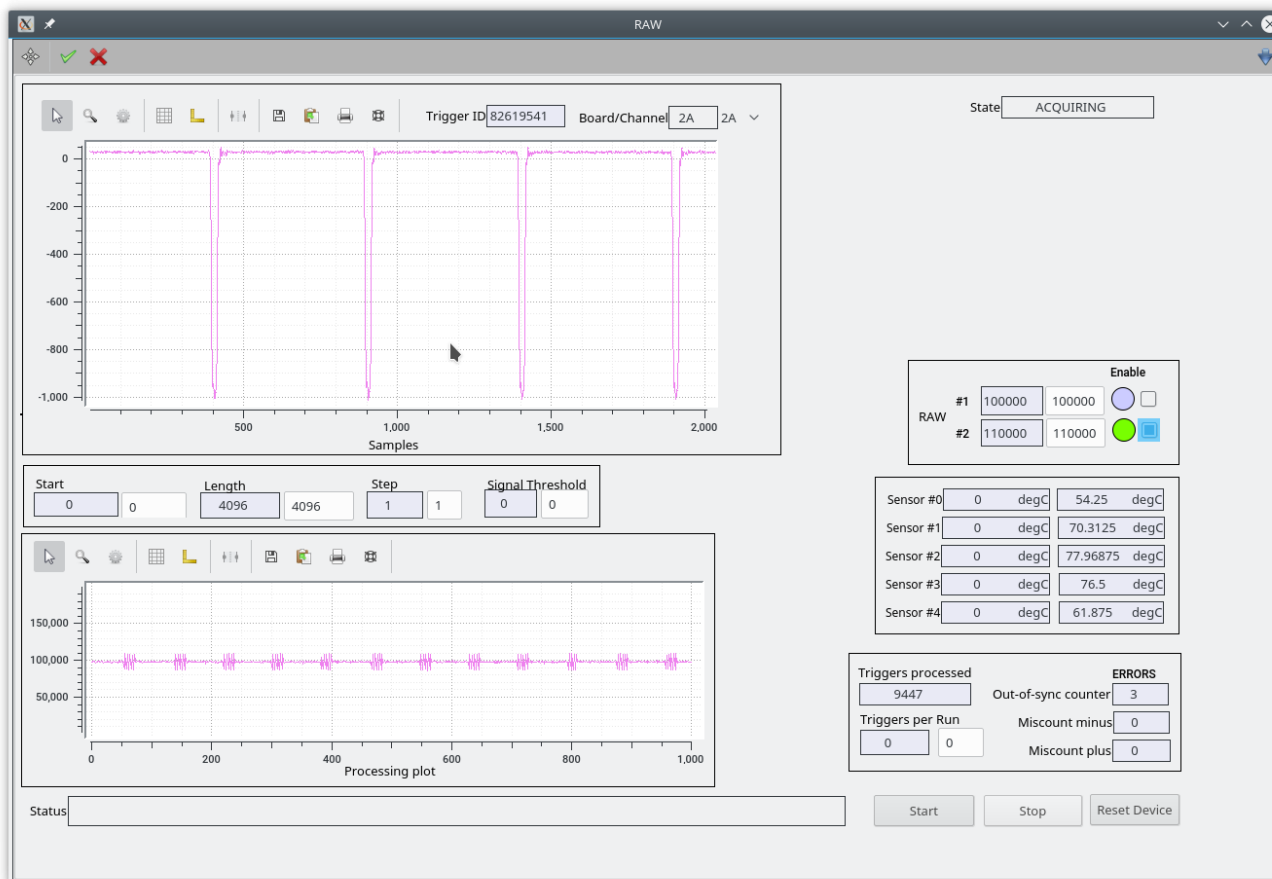 RAW
Trigger ID 82619541 Board/Channel 2A 2A
State ACQUIRING
0
-200
-400
-600
-800
-1,000
500 1,000 1,500 2,000
Samples
Enable
RAW
#1 100000 100000
#2 110000 110000
Start Length Step Signal Threshold
0 0 4096 4096 1 1 0 0
Sensor #0 0 degC 54.25 degC
Sensor #1 0 degC 70.3125 degC
Sensor #2 0 degC 77.96875 degC
Sensor #3 0 degC 76.5 degC
Sensor #4 0 degC 61.875 degC
150,000
100,000
50,000
0 200 400 600 800 1,000
Processing plot
Triggers processed ERRORS
9447 Out-of-sync counter 3
Triggers per Run Miscount minus 0
0 0 Miscount plus 0
Status
Start Stop Reset Device